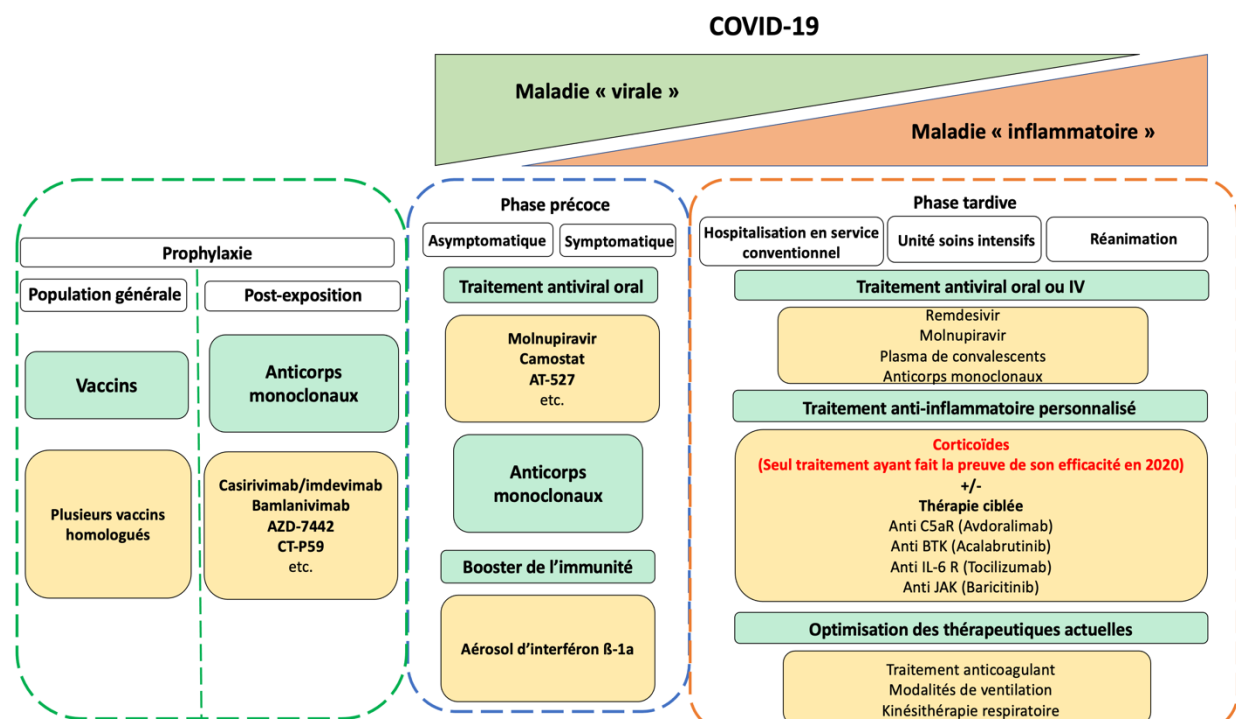 COVID-19
Maladie « virale »
Maladie « inflammatoire »
Prophylaxie
Population générale
Post-exposition
Vaccins
Anticorps
monoclonaux
Plusieurs vaccins
homologués
Casirivimab/imdevimab
Bamlanivimab
AZD-7442
CT-P59
etc.
Phase précoce
Asymptomatique
Symptomatique
Traitement antiviral oral
Molnupiravir
Camostat
AT-527
etc.
Anticorps
monoclonaux
Booster de l’immunité
Aérosol d’interféron ß-1a
Phase tardive
Hospitalisation en service
conventionnel
Unité soins intensifs
Réanimation
Traitement antiviral oral ou IV
Remdesivir
Molnupiravir
Plasma de convalescents
Anticorps monoclonaux
Traitement anti-inflammatoire personnalisé
Corticoïdes
(Seul traitement ayant fait la preuve de son efficacité en 2020)
+/-
Thérapie ciblée
Anti C5aR (Avdoralimab)
Anti BTK (Acalabrutinib)
Anti IL-6 R (Tocilizumab)
Anti JAK (Baricitinib)
Optimisation des thérapeutiques actuelles
Traitement anticoagulant
Modalités de ventilation
Kinésithérapie respiratoire